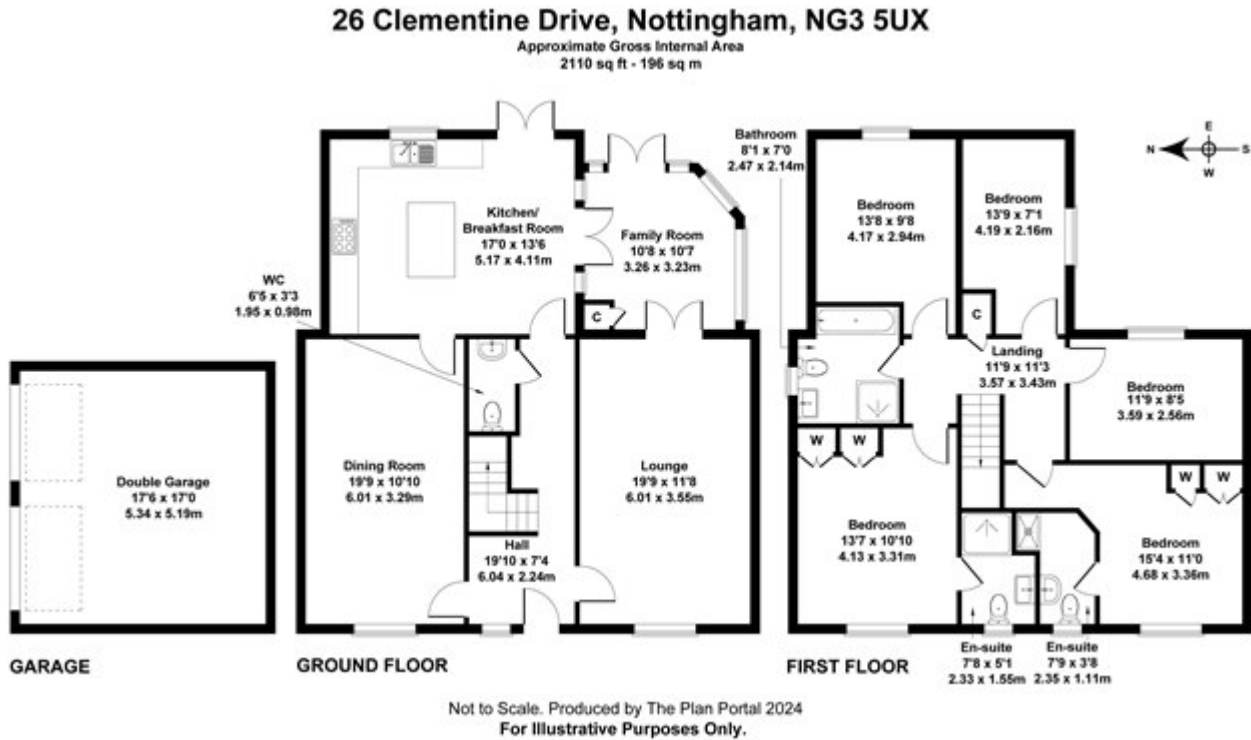 26 Clementine Drive, Nottingham, NG3 5UX
Approximate Gross Internal Area
2110 sq ft - 196 sq m
Kitchen/
Breakfast Room
17'0 x 13'6
5.17 x 4.11m
Family Room
10'8 x 10'7
3.26 x 3.23m
C
WC
6'5 x 3'3
1.95 x 0.98m
Dining Room
19'9 x 10'10
6.01 x 3.29m
Lounge
19'9 x 11'8
6.01 x 3.55m
Hall
19'10 x 7'4
6.04 x 2.24m
Double Garage
17'6 x 17'0
5.34 x 5.19m
GARAGE
GROUND FLOOR
Bathroom
8'1 x 7'0
2.47 x 2.14m
Bedroom
13'8 x 9'8
4.17 x 2.94m
Bedroom
13'9 x 7'1
4.19 x 2.16m
N
E
S
W
C
Landing
11'9 x 11'3
3.57 x 3.43m
Bedroom
11'9 x 8'5
3.59 x 2.56m
W
W
W
W
Bedroom
13'7 x 10'10
4.13 x 3.31m
Bedroom
15'4 x 11'0
4.68 x 3.36m
En-suite
7'8 x 5'1
2.33 x 1.55m
En-suite
7'9 x 3'8
2.35 x 1.11m
FIRST FLOOR
Not to Scale. Produced by The Plan Portal 2024
For Illustrative Purposes Only.